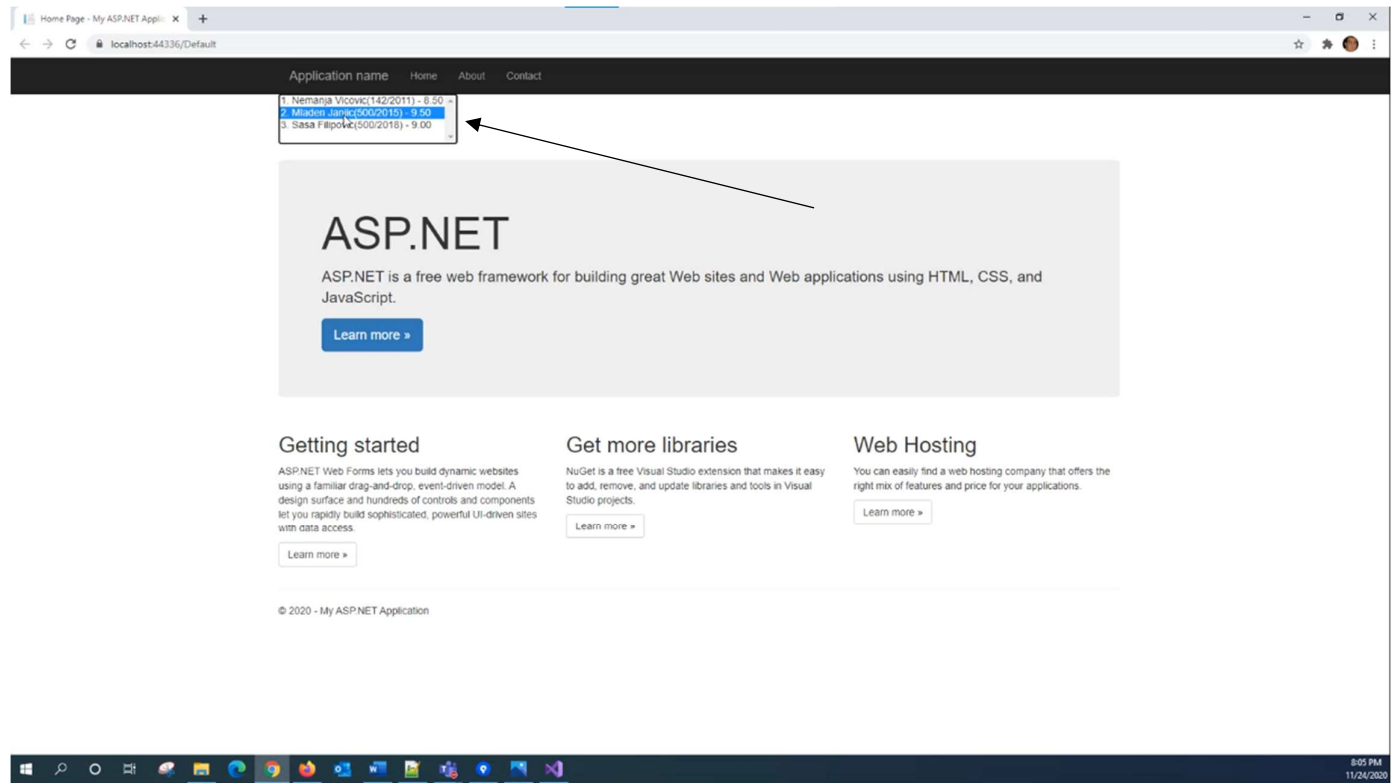 Home Page - My ASP.NET Applic
localhost:44336/Default
Application name Home About Contact
1. Nemanja Vicovic(142/2011) - 8.50
2. Mladen Janjic(500/2015) - 9.50
3. Sasa Filipovic(500/2018) - 9.00
ASP.NET
ASP.NET is a free web framework for building great Web sites and Web applications using HTML, CSS, and
JavaScript.
Learn more »
Getting started
ASP.NET Web Forms lets you build dynamic websites
using a familiar drag-and-drop, event-driven model. A
design surface and hundreds of controls and components
let you rapidly build sophisticated, powerful UI-driven sites
with data access.
Learn more »
Get more libraries
NuGet is a free Visual Studio extension that makes it easy
to add, remove, and update libraries and tools in Visual
Studio projects.
Learn more »
Web Hosting
You can easily find a web hosting company that offers the
right mix of features and price for your applications.
Learn more »
© 2020 - My ASP.NET Application
8:05 PM
11/24/2020